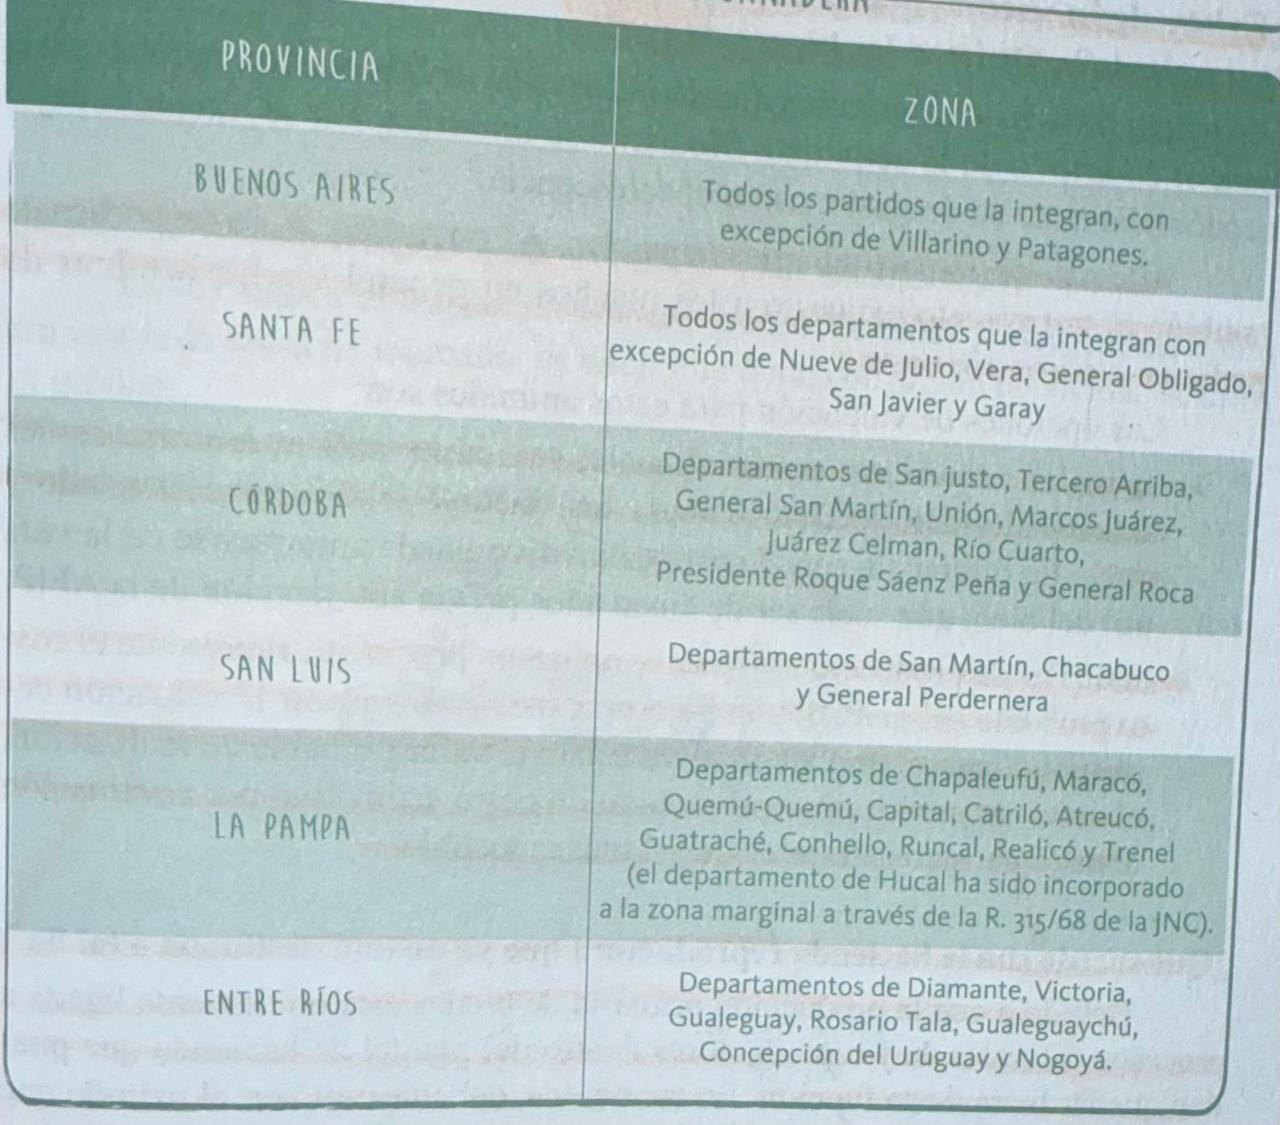 PROVINCIA
ZONA
BUENOS AIRES
Todos los partidos que la integran, con
excepción de Villarino y Patagones.
SANTA FE
Todos los departamentos que la integran con
excepción de Nueve de Julio, Vera, General Obligado,
San Javier y Garay
CÓRDOBA
Departamentos de San justo, Tercero Arriba,
General San Martín, Unión, Marcos Juárez,
Juárez Celman, Río Cuarto,
Presidente Roque Sáenz Peña y General Roca
SAN LUIS
Departamentos de San Martín, Chacabuco
y General Perdernera
LA PAMPA
Departamentos de Chapaleufú, Maracó,
Quemú-Quemú, Capital, Catriló, Atreucó,
Guatraché, Conhello, Runcal, Realicó y Trenel
(el departamento de Hucal ha sido incorporado
a la zona marginal a través de la R. 315/68 de la JNC).
ENTRE RÍOS
Departamentos de Diamante, Victoria,
Gualeguay, Rosario Tala, Gualeguaychú,
Concepción del Uruguay y Nogoyá.